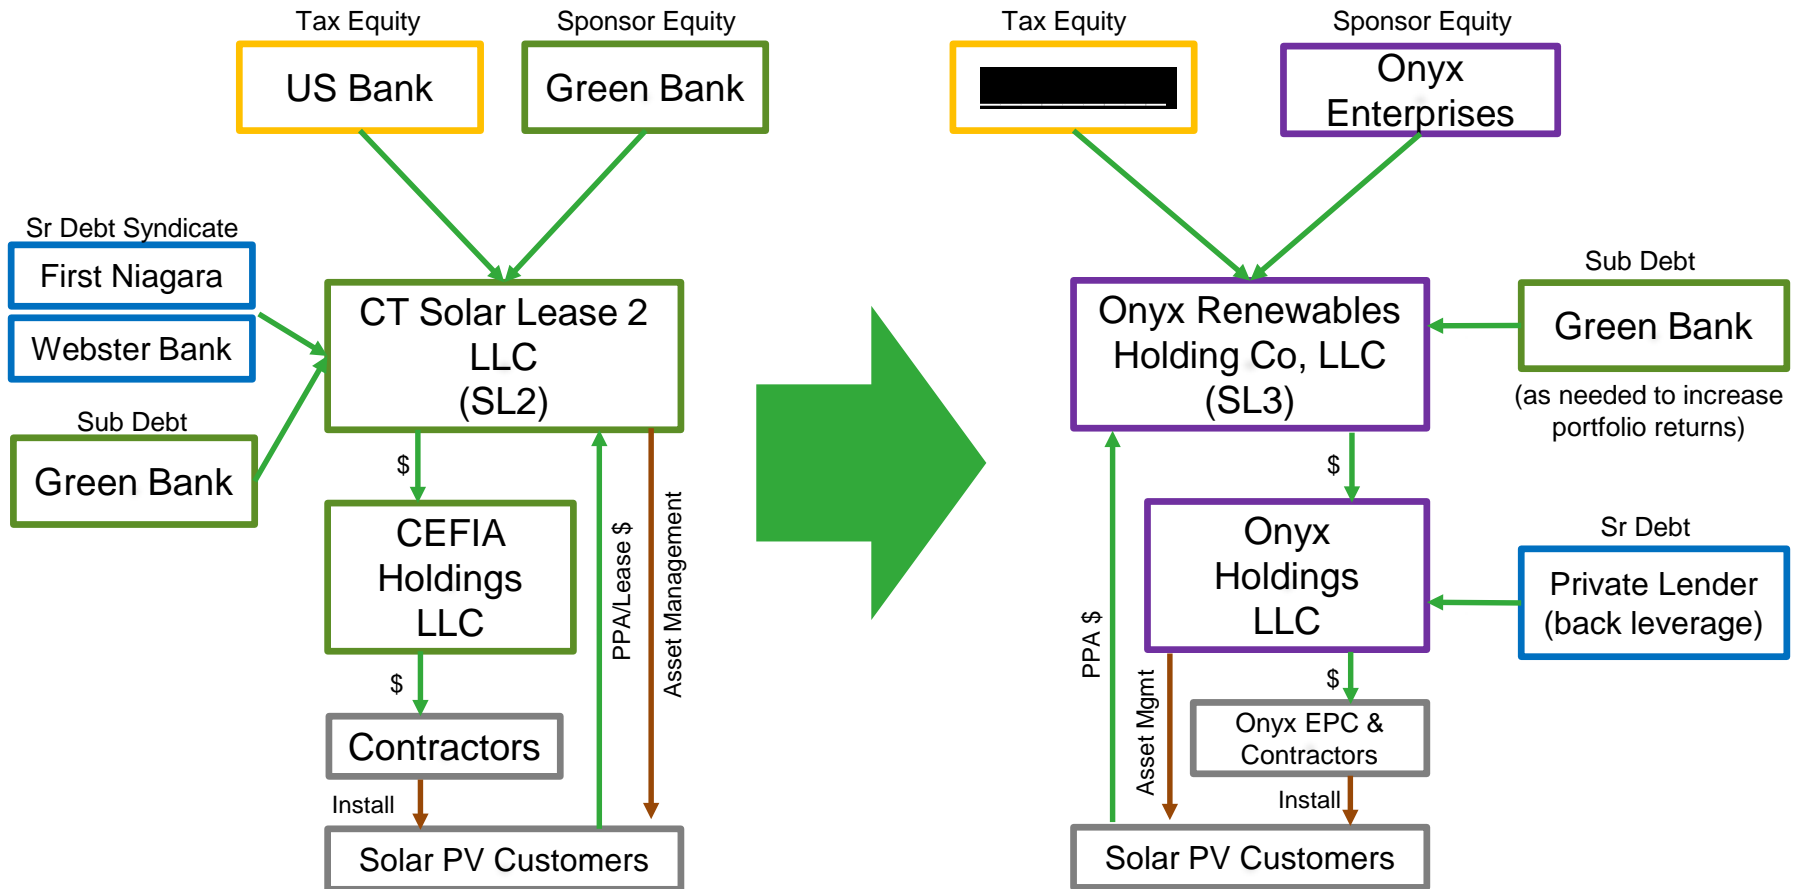 Tax Equity
US Bank
Sponsor Equity
Green Bank
Sr Debt Syndicate
First Niagara
Webster Bank
Sub Debt
Green Bank
CT Solar Lease 2
LLC
(SL2)
$
CEFIA
Holdings
LLC
$
Contractors
Install
PPA/Lease $
Asset Management
Solar PV Customers
Tax Equity
Sponsor Equity
Onyx
Enterprises
Onyx Renewables
Holding Co, LLC
(SL3)
Sub Debt
Green Bank
(as needed to increase
portfolio returns)
$
Onyx
Holdings
LLC
Sr Debt
Private Lender
(back leverage)
PPA $
Asset Mgmt
$
Onyx EPC &
Contractors
Install
Solar PV Customers